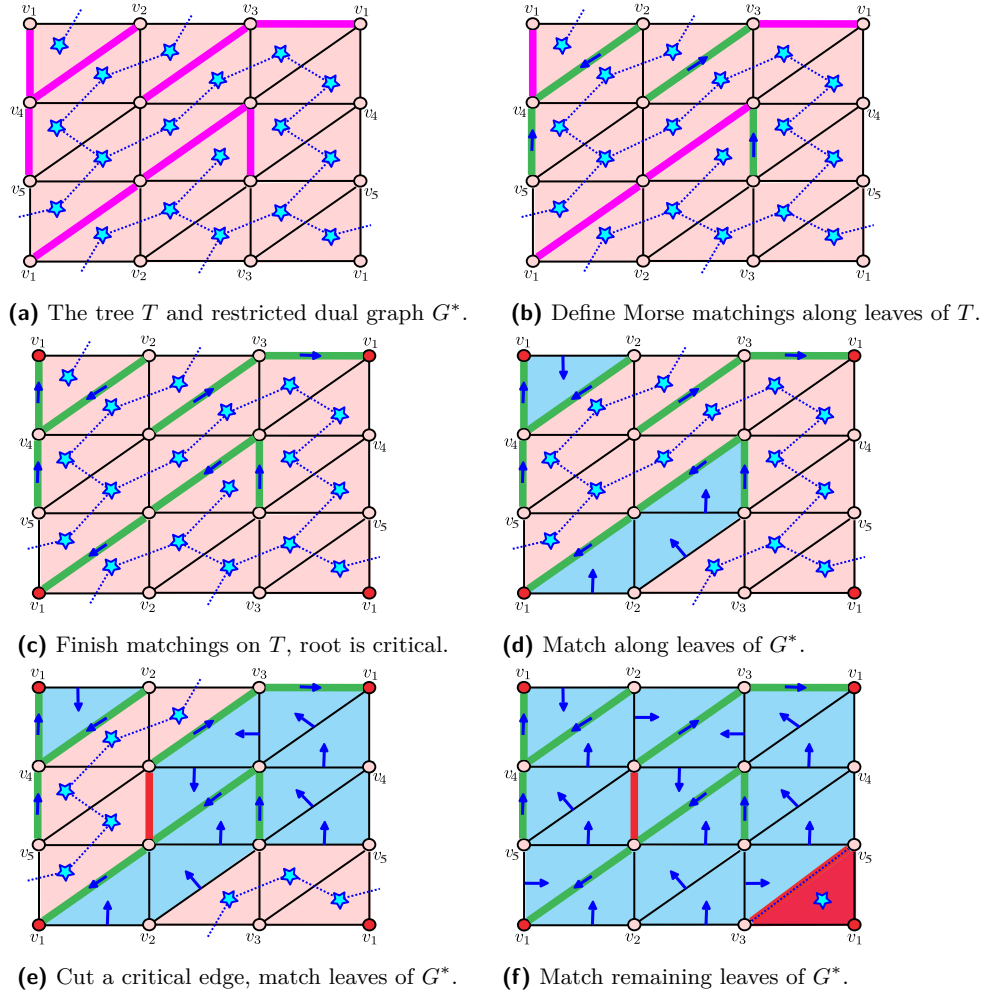 v1 v2 v3 v1 v1 v2 v3 v1
v4 v4 v4 v4
v5 v5 v5 v5
v1 v2 v3 v1 v1 v2 v3 v1
(a) The tree T and restricted dual graph G*. (b) Define Morse matchings along leaves of T.
v1 v2 v3 v1 v1 v2 v3 v1
v4 v4 v4 v4
v5 v5 v5 v5
v1 v2 v3 v1 v1 v2 v3 v1
(c) Finish matchings on T, root is critical. (d) Match along leaves of G*.
v1 v2 v3 v1 v1 v2 v3 v1
v4 v4 v4 v4
v5 v5 v5 v5
v1 v2 v3 v1 v1 v2 v3 v1
(e) Cut a critical edge, match leaves of G*. (f) Match remaining leaves of G*.